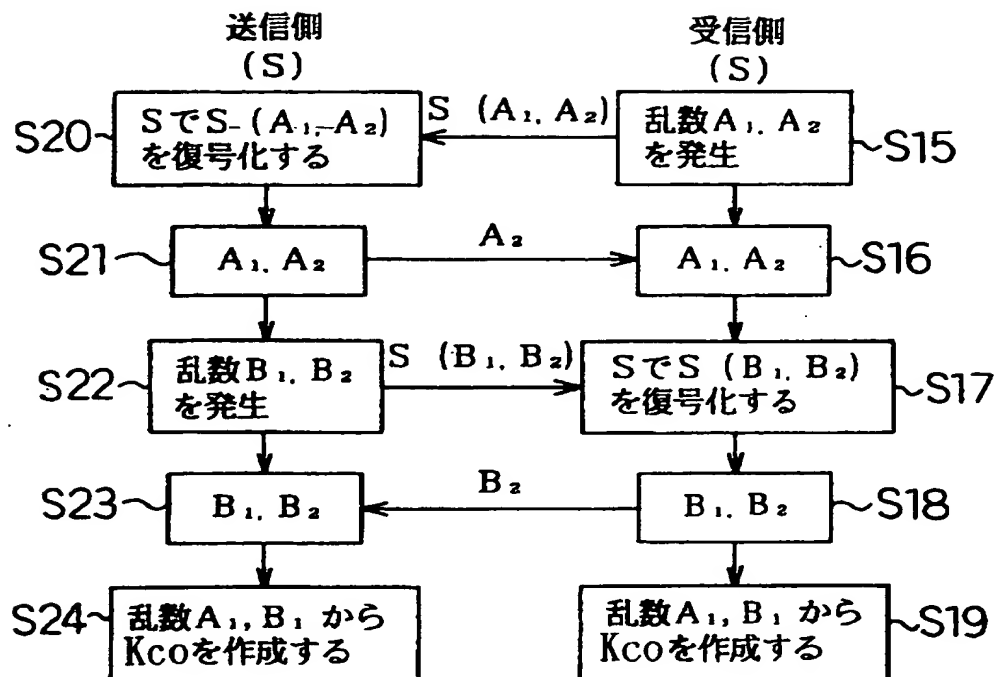 送信側
(S)
受信側
(S)
S20
SでS (A₁, A₂)
を復号化する
S (A₁, A₂)
乱数A₁, A₂
を発生
S15
S21
A₁, A₂
A₂
A₁, A₂
S16
S22
乱数B₁, B₂
を発生
S (B₁, B₂)
SでS (B₁, B₂)
を復号化する
S17
S23
B₁, B₂
B₂
B₁, B₂
S18
S24
乱数A₁, B₁ から
Kcoを作成する
乱数A₁, B₁ から
Kcoを作成する
S19